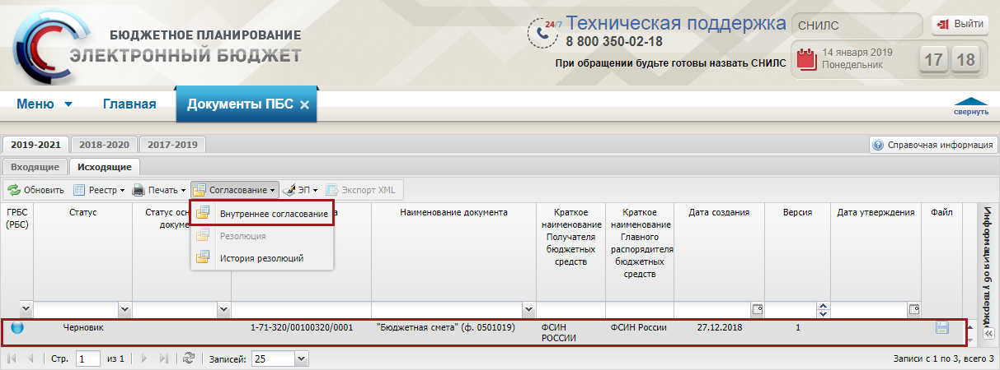 БЮДЖЕТНОЕ ПЛАНИРОВАНИЕ
ЭЛЕКТРОННЫЙ БЮДЖЕТ
24/7 Техническая поддержка
8 800 350-02-18
При обращении будьте готовы назвать СНИЛС
СНИЛС
Выйти
14 января 2019
Понедельник
17 18
Меню Главная Документы ПБС
свернуть
2019-2021 2018-2020 2017-2019
Справочная информация
Входящие Исходящие
Обновить Реестр Печать Согласование ЭП Экспорт XML
Внутреннее согласование
Резолюция
История резолюций
ГРБС
(РБС)
Статус
Статус осн
докуме
а
Наименование документа
Краткое
наименование
Получателя
бюджетных
средств
Краткое
наименование
Главного
распорядителя
бюджетных
средств
Дата создания
Версия
Дата утверждения
Файл
Информация об утвержде
Черновик 1-71-320/00100320/0001 "Бюджетная смета" (ф. 0501019) ФСИН
РОССИИ
ФСИН России 27.12.2018 1
Стр. 1 из 1 Записей: 25
Записи с 1 по 3, всего 3